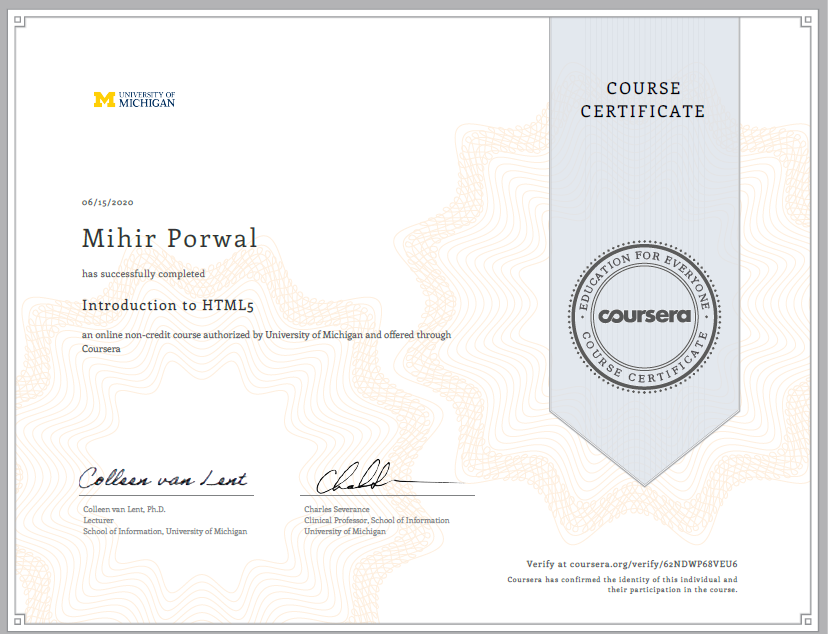 UNIVERSITY OF
MICHIGAN
COURSE
CERTIFICATE
06/15/2020
Mihir Porwal
has successfully completed
Introduction to HTML5
an online non-credit course authorized by University of Michigan and offered through
Coursera
EDUCATION FOR EVERYONE
coursera
COURSE CERTIFICATE
Colleen van Lent
Colleen van Lent, Ph.D.
Lecturer
School of Information, University of Michigan
Charles Severance
Clinical Professor, School of Information
University of Michigan
Verify at coursera.org/verify/62NDWP68VEU6
Coursera has confirmed the identity of this individual and
their participation in the course.